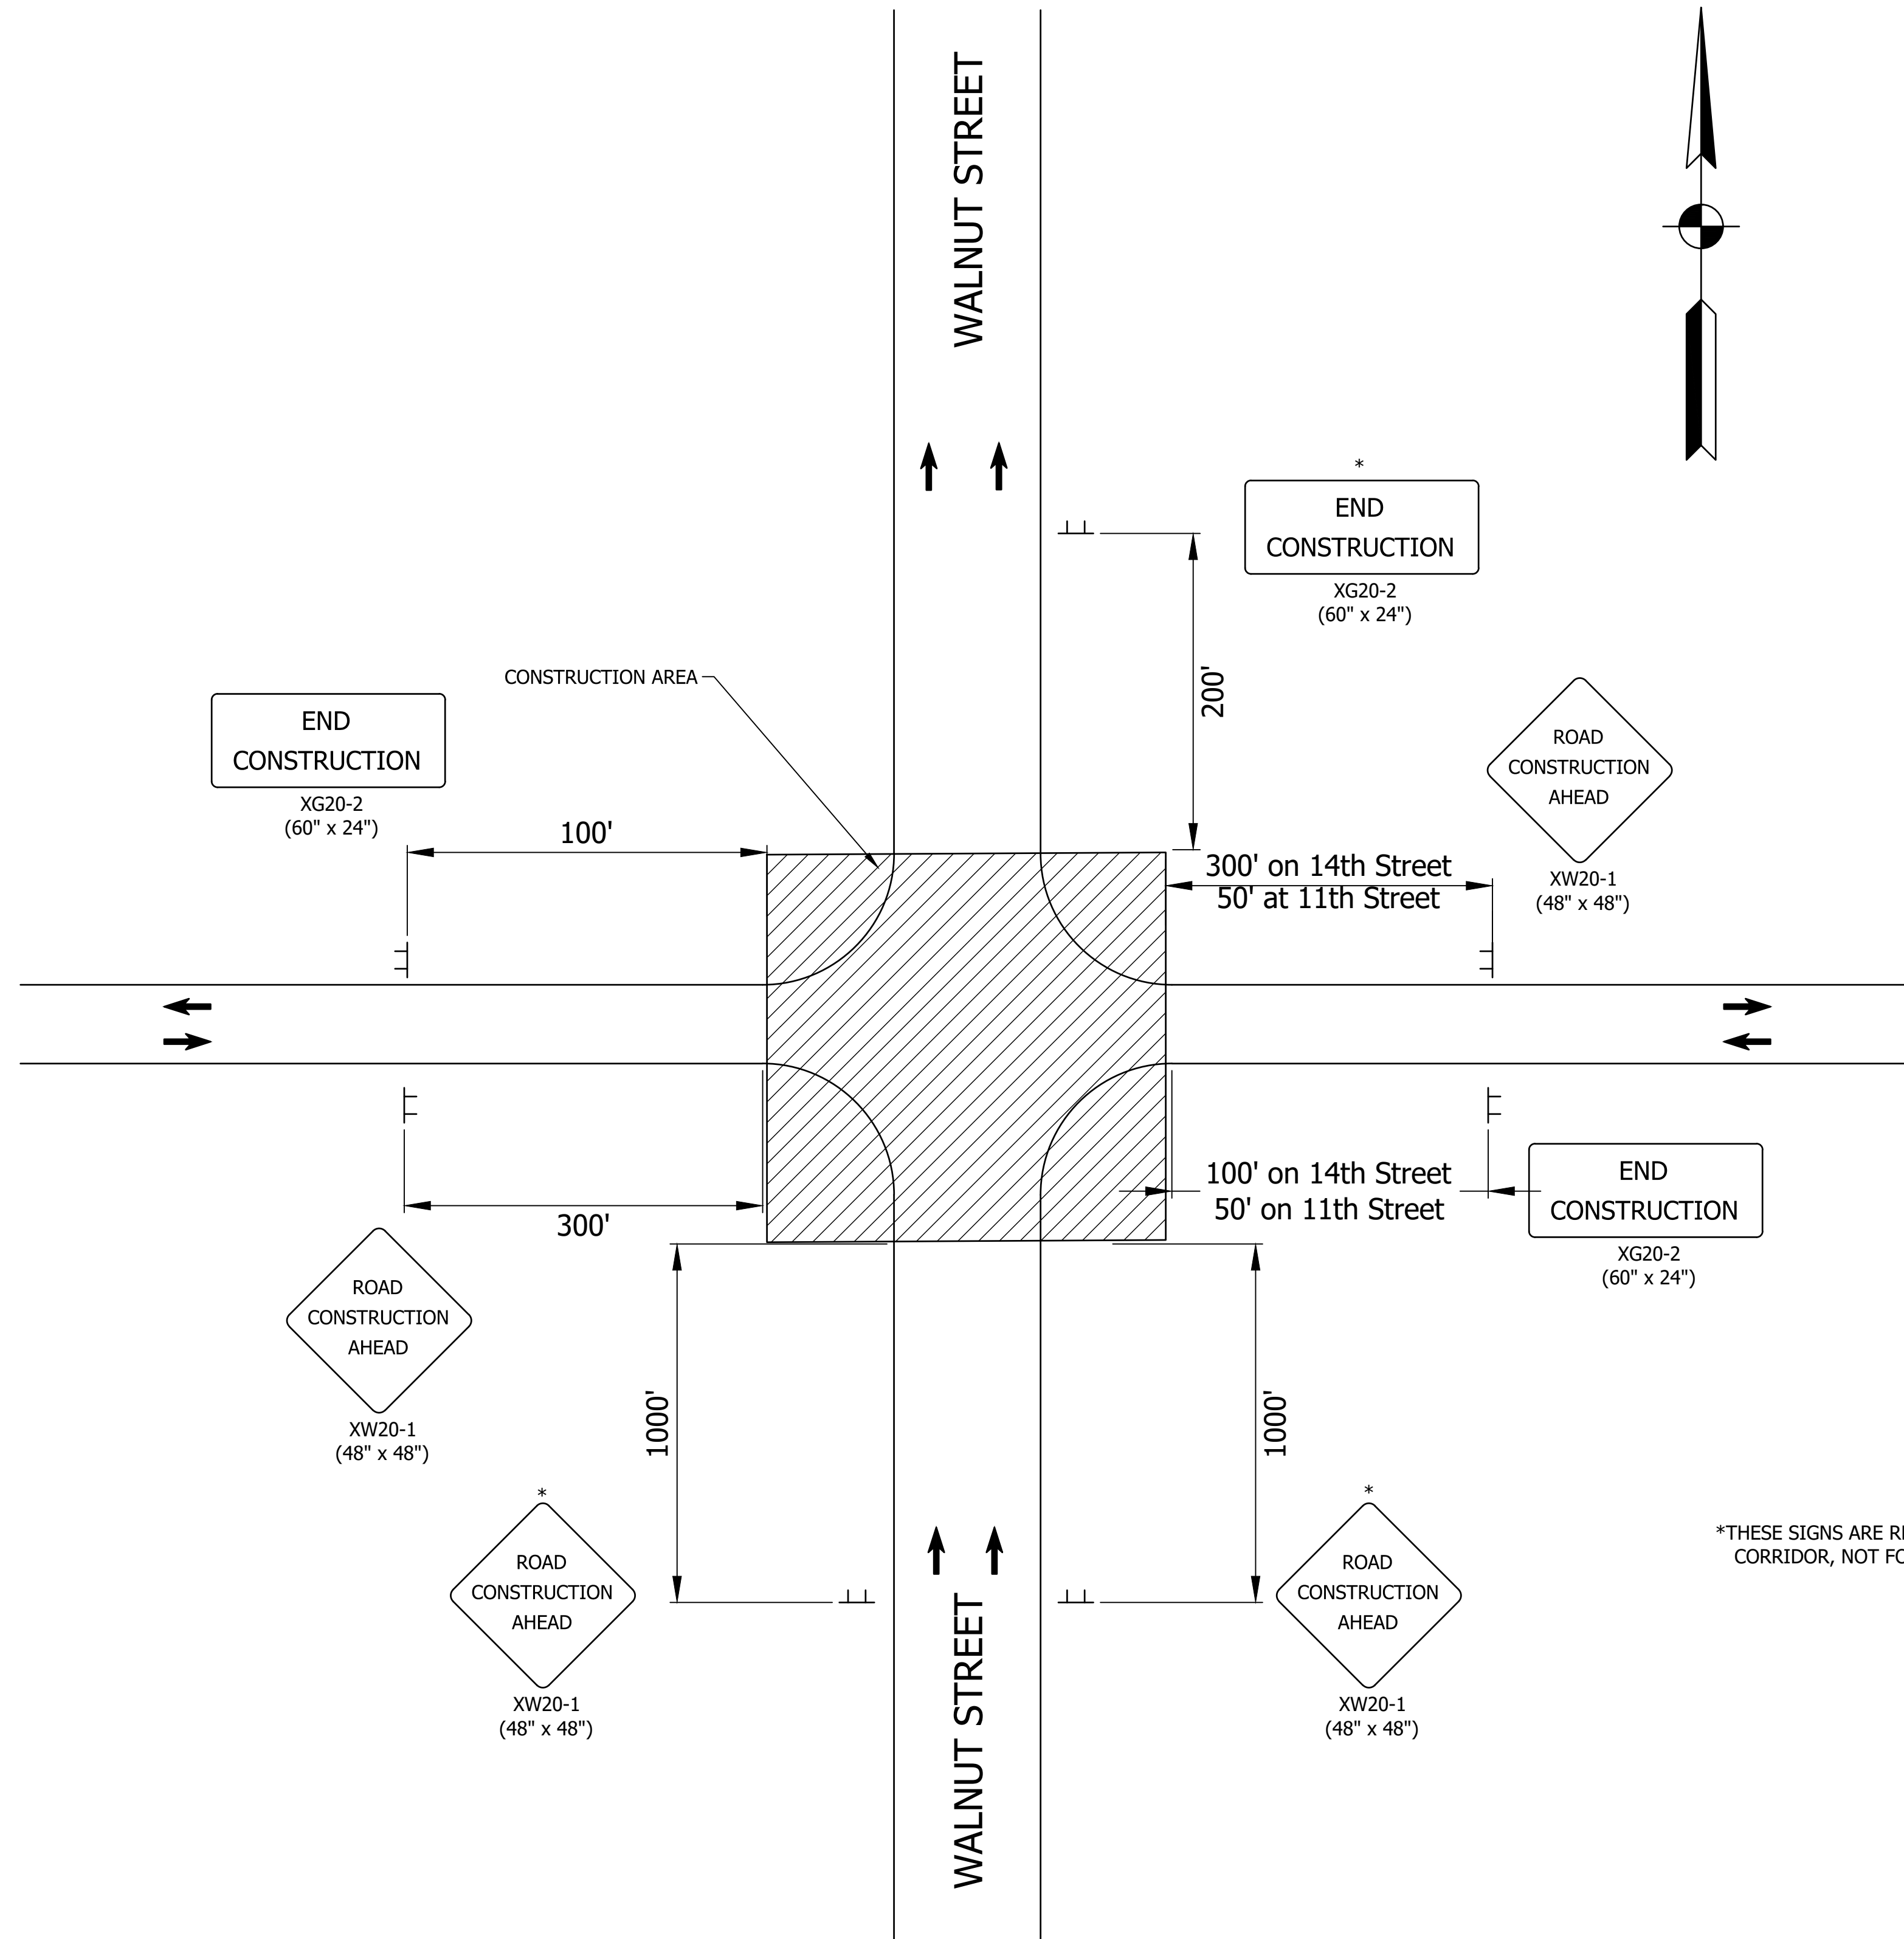 WALNUT STREET
*
END
CONSTRUCTION
XG20-2
(60" x 24")
200'
CONSTRUCTION AREA
END
CONSTRUCTION
XG20-2
(60" x 24")
100'
ROAD
CONSTRUCTION
AHEAD
XW20-1
(48" x 48")
300' on 14th Street
50' at 11th Street
100' on 14th Street
50' on 11th Street
END
CONSTRUCTION
XG20-2
(60" x 24")
300'
ROAD
CONSTRUCTION
AHEAD
XW20-1
(48" x 48")
1000'
1000'
*
ROAD
CONSTRUCTION
AHEAD
XW20-1
(48" x 48")
*
ROAD
CONSTRUCTION
AHEAD
XW20-1
(48" x 48")
*THESE SIGNS ARE
CORRIDOR, NOT
WALNUT STREET